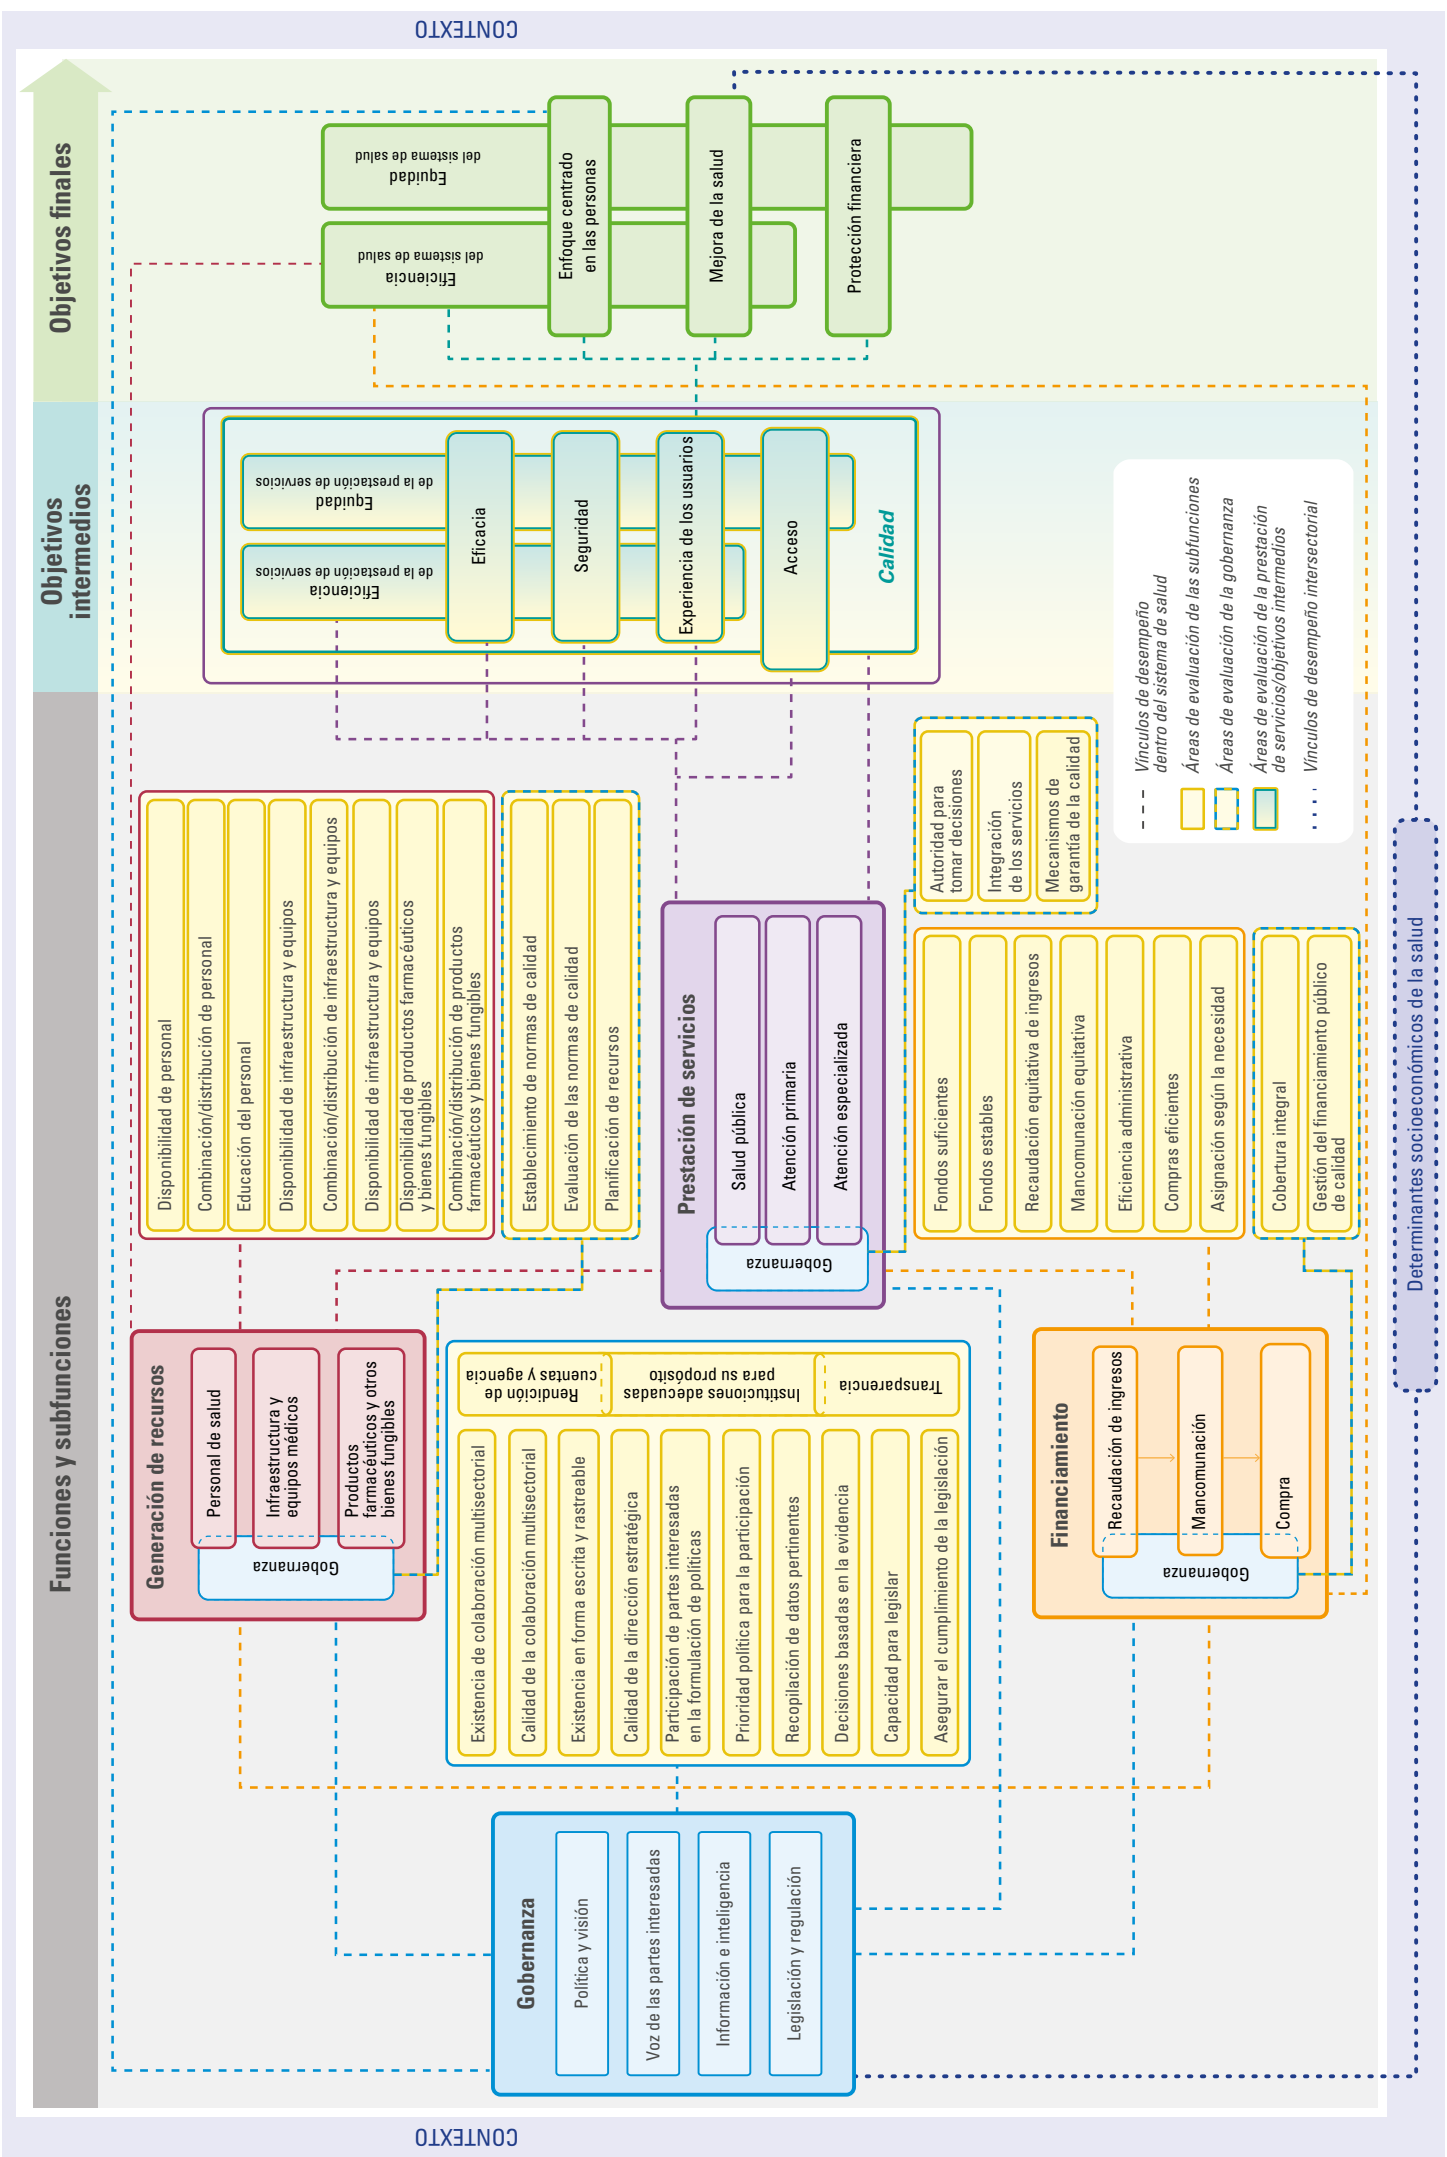 CONTEXTO
Funciones y subfunciones
Objetivos
intermedios
Objetivos finales
Gobernanza
Política y visión
Voz de las partes interesadas
Información e inteligencia
Legislación y regulación
Generación de recursos
Gobernanza
Personal de salud
Infraestructura y
equipos médicos
Productos
farmacéuticos y otros
bienes fungibles
Rendición de
cuentas y agencia
Instituciones adecuadas
para su propósito
Transparencia
Existencia de colaboración multisectorial
Calidad de la colaboración multisectorial
Existencia en forma escrita y rastreable
Calidad de la dirección estratégica
Participación de partes interesadas
en la formulación de políticas
Prioridad política para la participación
Recopilación de datos pertinentes
Decisiones basadas en la evidencia
Capacidad para legislar
Asegurar el cumplimiento de la legislación
Financiamiento
Gobernanza
Recaudación de ingresos
Mancomunación
Compra
Disponibilidad de personal
Combinación/distribución de personal
Educación del personal
Disponibilidad de infraestructura y equipos
Combinación/distribución de infraestructura y equipos
Disponibilidad de infraestructura y equipos
Disponibilidad de productos farmacéuticos
y bienes fungibles
Combinación/distribución de productos
farmacéuticos y bienes fungibles
Establecimiento de normas de calidad
Evaluación de las normas de calidad
Planificación de recursos
Prestación de servicios
Gobernanza
Salud pública
Atención primaria
Atención especializada
Autoridad para
tomar decisiones
Integración
de los servicios
Mecanismos de
garantía de la calidad
Fondos suficientes
Fondos estables
Recaudación equitativa de ingresos
Mancomunación equitativa
Eficiencia administrativa
Compras eficientes
Asignación según la necesidad
Cobertura integral
Gestión del financiamiento público
de calidad
Equidad
de la prestación de servicios
Eficiencia
de la prestación de servicios
Eficacia
Seguridad
Experiencia de los usuarios
Acceso
Calidad
Equidad
del sistema de salud
Eficiencia
del sistema de salud
Enfoque centrado
en las personas
Mejora de la salud
Protección financiera
Vínculos de desempeño
dentro del sistema de salud
Áreas de evaluación de las subfunciones
Áreas de evaluación de la gobernanza
Áreas de evaluación de la prestación
de servicios/objetivos intermedios
Vínculos de desempeño intersectorial
Determinantes socioeconómicos de la salud
CONTEXTO